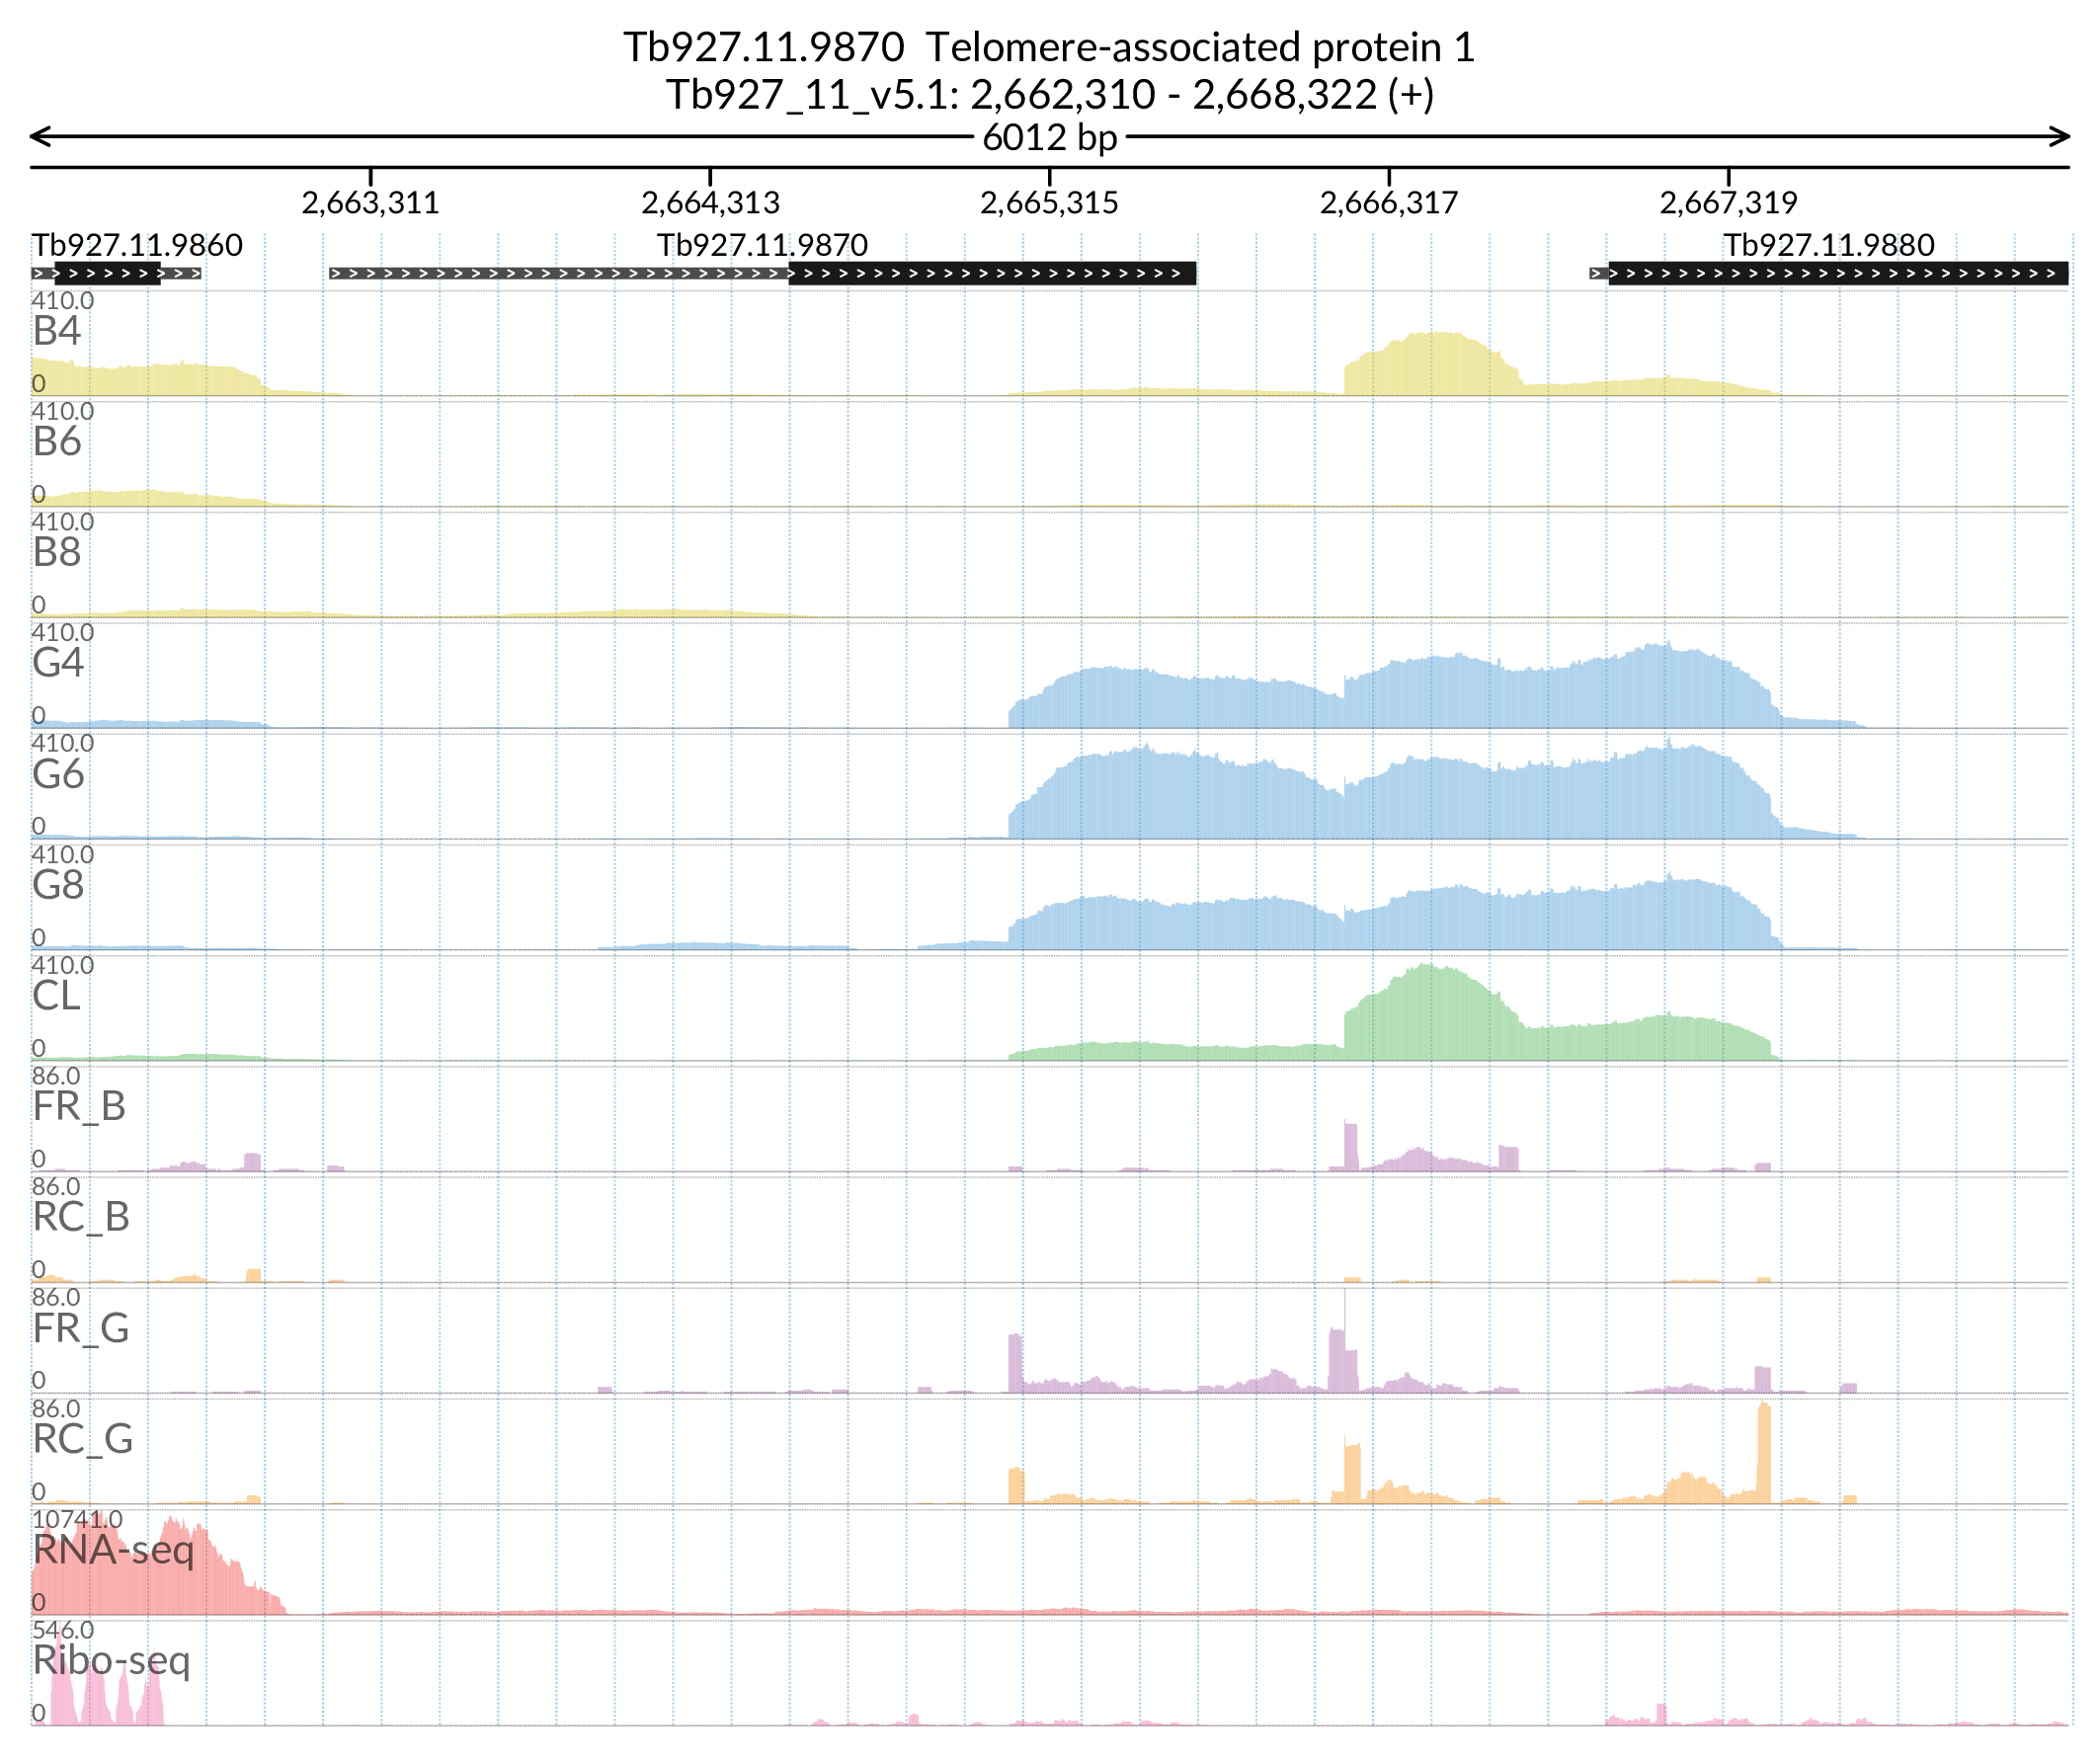 Tb927.11.9870  Telomere-associated protein 1
Tb927_11_v5.1: 2,662,310 - 2,668,322 (+)
6012 bp
2,663,311 2,664,313 2,665,315 2,666,317 2,667,319
Tb927.11.9860 Tb927.11.9870 Tb927.11.9880
410.0
B4
0
410.0
B6
0
410.0
B8
0
410.0
G4
0
410.0
G6
0
410.0
G8
0
410.0
CL
0
86.0
FR_B
0
86.0
RC_B
0
86.0
FR_G
0
86.0
RC_G
0
10741.0
RNA-seq
0
546.0
Ribo-seq
0